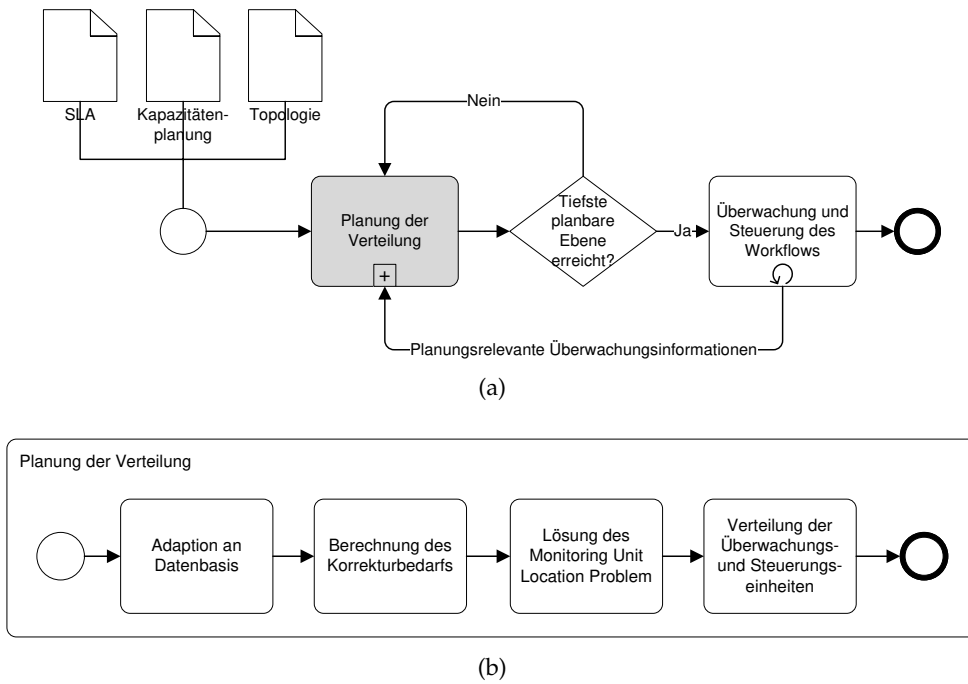 SLA
Kapazitäten-
planung
Topologie
Nein
Planung der
Verteilung
+
Tiefste
planbare
Ebene
erreicht?
Ja
Überwachung und
Steuerung des
Workflows
Planungsrelevante Überwachungsinformationen
(a)
Planung der Verteilung
Adaption an
Datenbasis
Berechnung des
Korrekturbedarfs
Lösung des
Monitoring Unit
Location Problem
Verteilung der
Überwachungs-
und Steuerungs-
einheiten
(b)